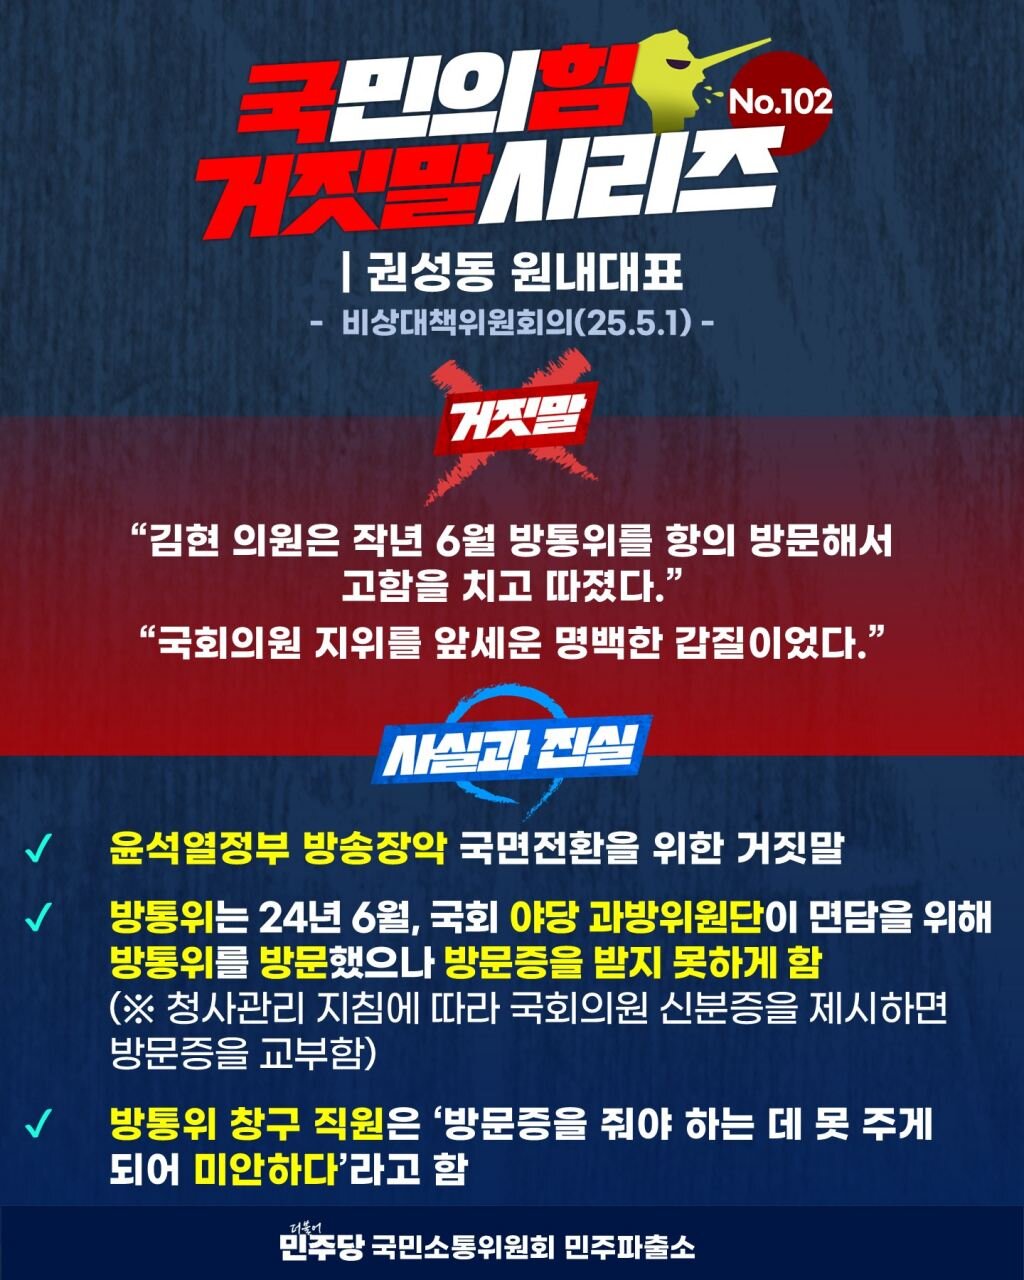 국민의힘
No.102
거짓말시리즈
| 권성동 원내대표
- 비상대책위원회의(25.5.1) -
거짓말
“김현 의원은 작년 6월 방통위를 항의 방문해서
고함을 치고 따졌다.”
“국회의원 지위를 앞세운 명백한 갑질이었다.”
사실과 진실
✓ 윤석열정부 방송장악 국면전환을 위한 거짓말
✓ 방통위는 24년 6월, 국회 야당 과방위원단이 면담을 위해
방통위를 방문했으나 방문증을 받지 못하게 함
(※ 청사관리 지침에 따라 국회의원 신분증을 제시하면
방문증을 교부함)
✓ 방통위 창구 직원은 ‘방문증을 줘야 하는 데 못 주게
되어 미안하다’라고 함
더불어
민주당 국민소통위원회 민주파출소